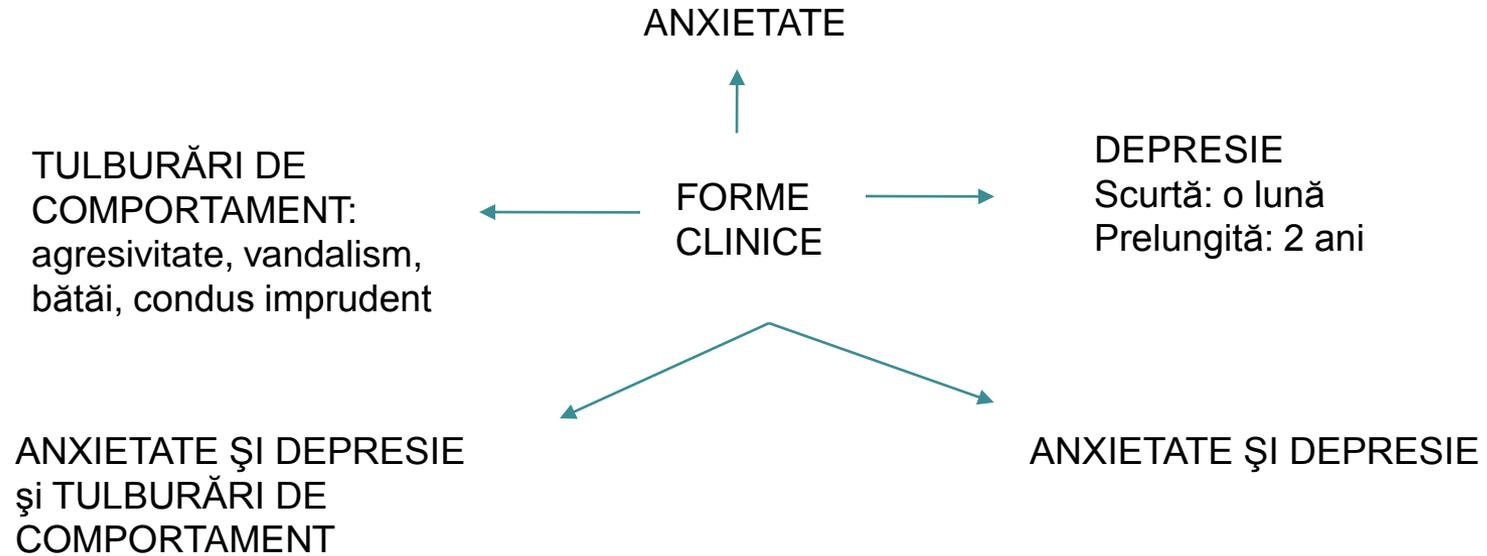 ANXIETATE
TULBURĂRI DE
COMPORTAMENT:
agresivitate, vandalism,
bătăi, condus imprudent
FORME
CLINICE
DEPRESIE
Scurtă: o lună
Prelungită: 2 ani
ANXIETATE ŞI DEPRESIE
şi TULBURĂRI DE
COMPORTAMENT
ANXIETATE ŞI DEPRESIE